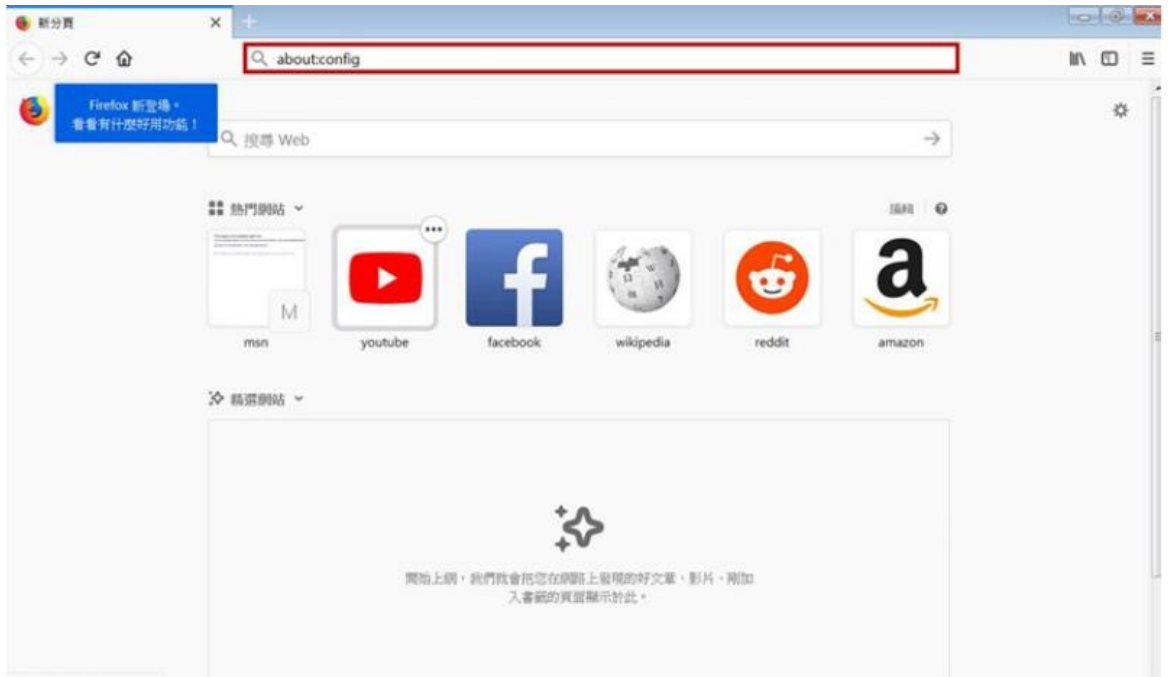 新分頁
about:config
Firefox 新登場。
看看有什麼好用功能！
搜尋 Web
熱門網站
編輯
M
msn
youtube
facebook
wikipedia
reddit
amazon
精選網站
開始上網，我們就會把您在網路上發現的好文章、影片、剛加
入書籤的頁面顯示於此。